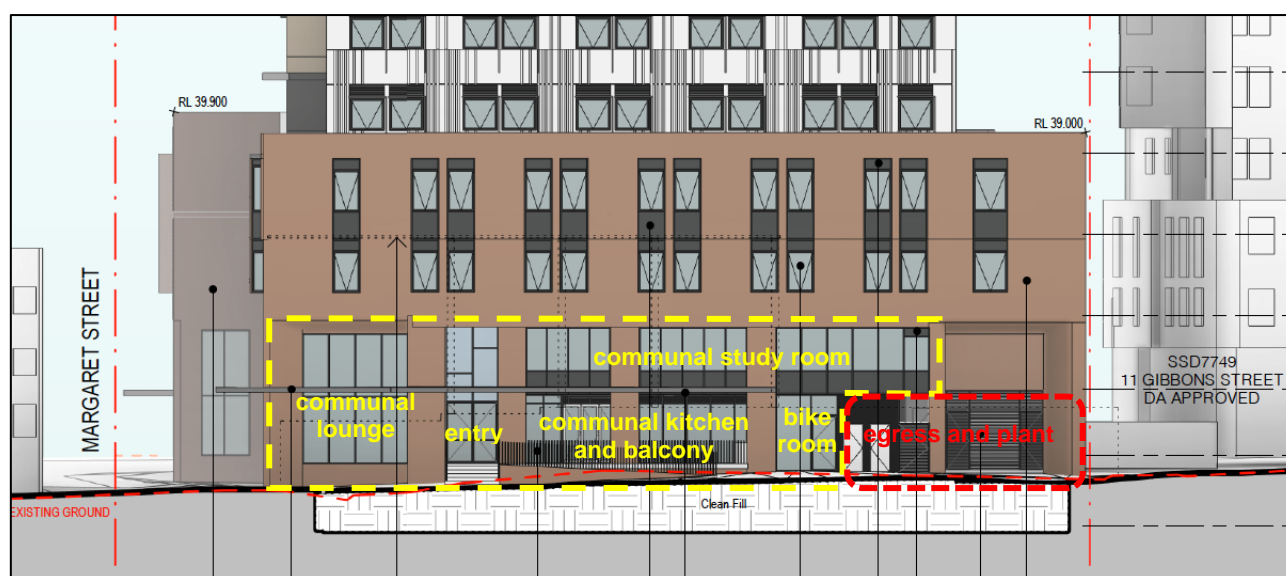 RL 39.900
RL 39.000
MARGARET STREET
SSD7749
11 GIBBONS STREET
DA APPROVED
communal study room
communal
lounge
entry
communal kitchen
and balcony
bike
room
egress and plant
Clean Fill
EXISTING GROUND